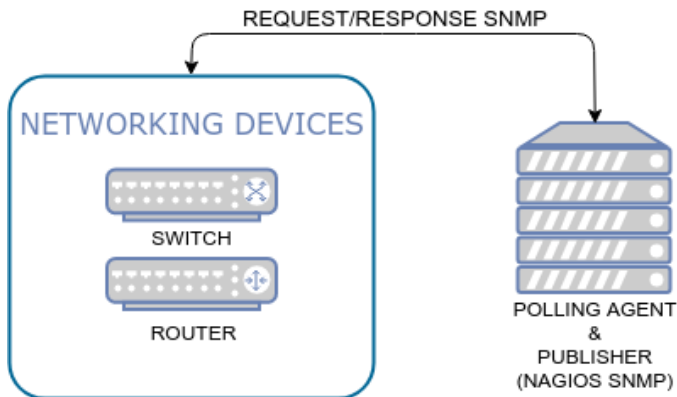 REQUEST/RESPONSE SNMP
NETWORKING DEVICES
SWITCH
ROUTER
POLLING AGENT
&
PUBLISHER
(NAGIOS SNMP)